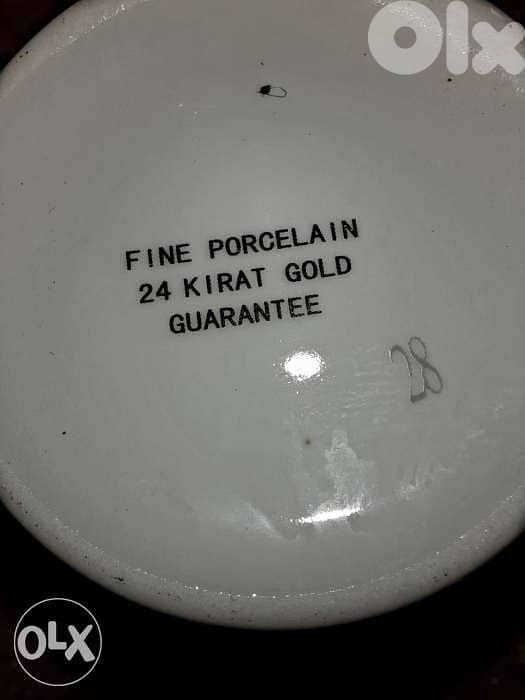 OLX
FINE PORCELAIN
24 KIRAT GOLD
GUARANTEE
28
OLX